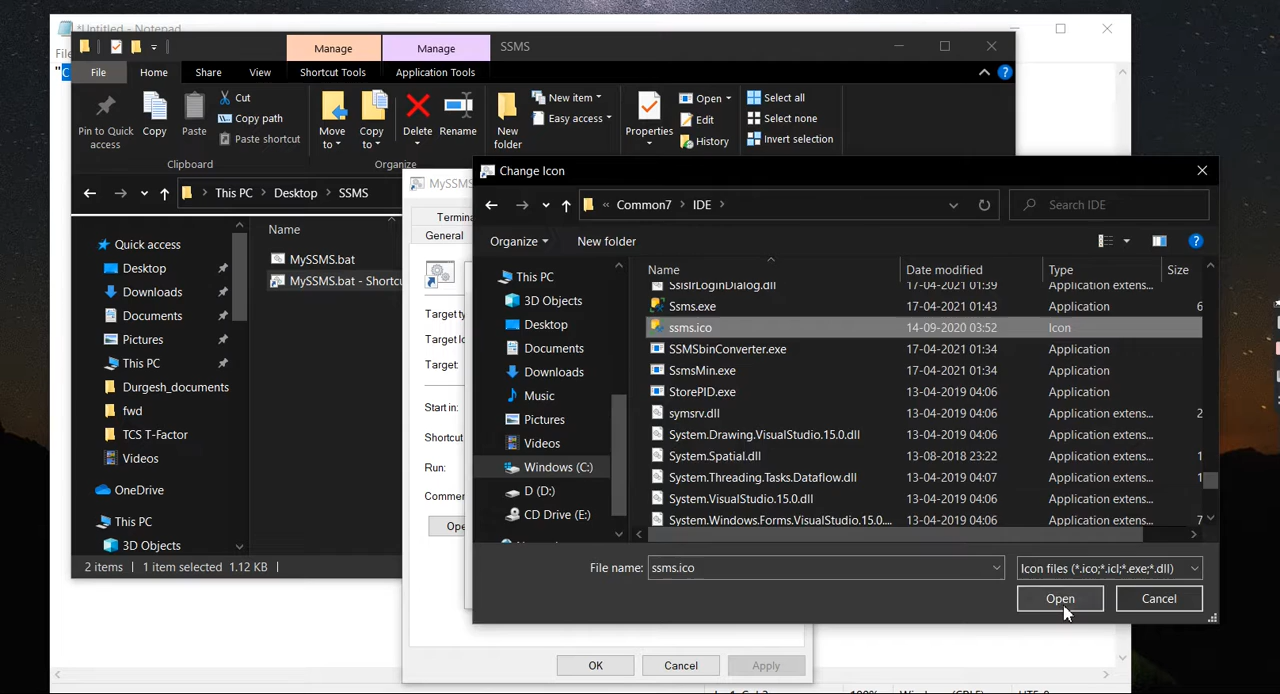 *Untitled - Notepad
File
"C
Manage
Manage
SSMS
File
Home
Share
View
Shortcut Tools
Application Tools
Pin to Quick
access
Copy
Paste
Cut
Copy path
Paste shortcut
Clipboard
Move
to
Copy
to
Delete
Rename
Organize
New
folder
New item
Easy access
Properties
Open
Edit
History
Select all
Select none
Invert selection
This PC > Desktop > SSMS
Quick access
Desktop
Downloads
Documents
Pictures
This PC
Durgesh_documents
fwd
TCS T-Factor
Videos
OneDrive
This PC
3D Objects
Name
MySSMS.bat
MySSMS.bat - Shortcu
2 items
1 item selected 1.12 KB
MySSMS
Termina
General
Target ty
Target lo
Target:
Start in:
Shortcut
Run:
Comme
Ope
OK
Cancel
Apply
Change Icon
« Common7 > IDE >
Search IDE
Organize
New folder
This PC
3D Objects
Desktop
Documents
Downloads
Music
Pictures
Videos
Windows (C:)
D (D:)
CD Drive (E:)
Name Date modified Type Size
SsisIrLoginDialog.dll 17-04-2021 01:39 Application extens...
Ssms.exe 17-04-2021 01:43 Application 6
ssms.ico 14-09-2020 03:52 Icon
SSMSbinConverter.exe 17-04-2021 01:34 Application
SsmsMin.exe 17-04-2021 01:34 Application
StorePID.exe 13-04-2019 04:06 Application
symsrv.dll 13-04-2019 04:06 Application extens... 2
System.Drawing.VisualStudio.15.0.dll 13-04-2019 04:06 Application extens...
System.Spatial.dll 13-08-2018 23:22 Application extens... 1
System.Threading.Tasks.Dataflow.dll 13-04-2019 04:07 Application extens... 1
System.VisualStudio.15.0.dll 13-04-2019 04:06 Application extens...
System.Windows.Forms.VisualStudio.15.0.... 13-04-2019 04:06 Application extens... 7
File name: ssms.ico
Icon files (*.ico;*.icl;*.exe;*.dll)
Open
Cancel